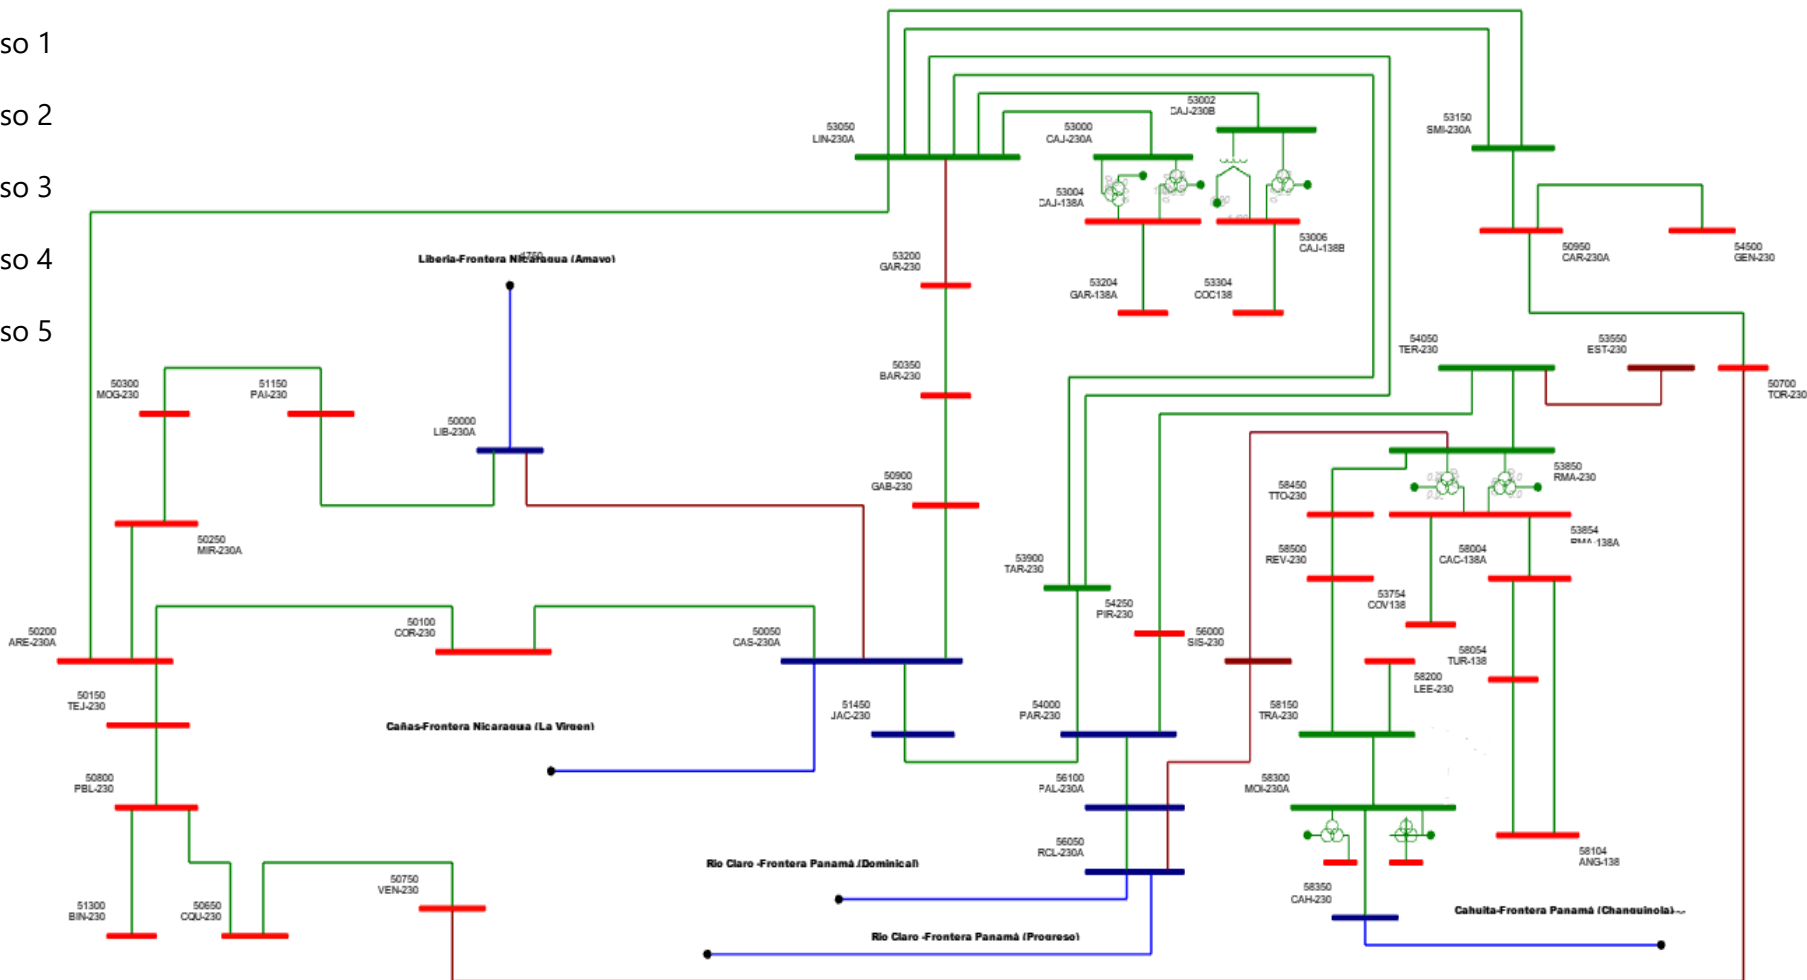 so 1
so 2
so 3
so 4
so 5
53050
LIN-230A
53000
CAJ-230A
53002
CAJ-230B
53150
SMI-230A
53004
CAJ-138A
53006
CAJ-138B
50950
CAR-230A
54500
GEN-230
Liberia-Frontera Nicaragua (Amayo)
53200
GAR-230
53204
GAR-138A
53304
COC138
54050
TER-230
53550
EST-230
50700
TOR-230
50300
MOG-230
51150
PAI-230
50350
BAR-230
50000
LIB-230A
50900
GAB-230
53850
RMA-230
58450
TTO-230
50250
MIR-230A
53854
RMA-138A
58500
REV-230
58004
CAC-138A
53900
TAR-230
54250
PIR-230
53754
COV138
50200
ARE-230A
50100
COR-230
50050
CAS-230A
56000
SIS-230
58054
TUR-138
58200
LEE-230
50150
TEJ-230
Cañas-Frontera Nicaragua (La Virgen)
51450
JAC-230
54000
PAR-230
58150
TRA-230
50800
PBL-230
56100
PAL-230A
58300
MOI-230A
56050
RCL-230A
58104
ANG-138
Rio Claro -Frontera Panamá (Dominical)
50750
VEN-230
58350
CAH-230
51300
BIN-230
50650
CQU-230
Cahuita-Frontera Panamá (Changuinola)
Rio Claro -Frontera Panamá (Progreso)